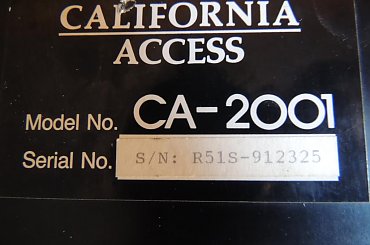 CALIFORNIA
ACCESS
Model No. CA-2001
Serial No. S/N: R51S-912325